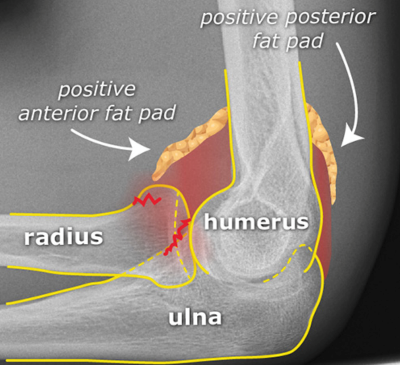 positive posterior
fat pad
positive
anterior fat pad
humerus
radius
ulna